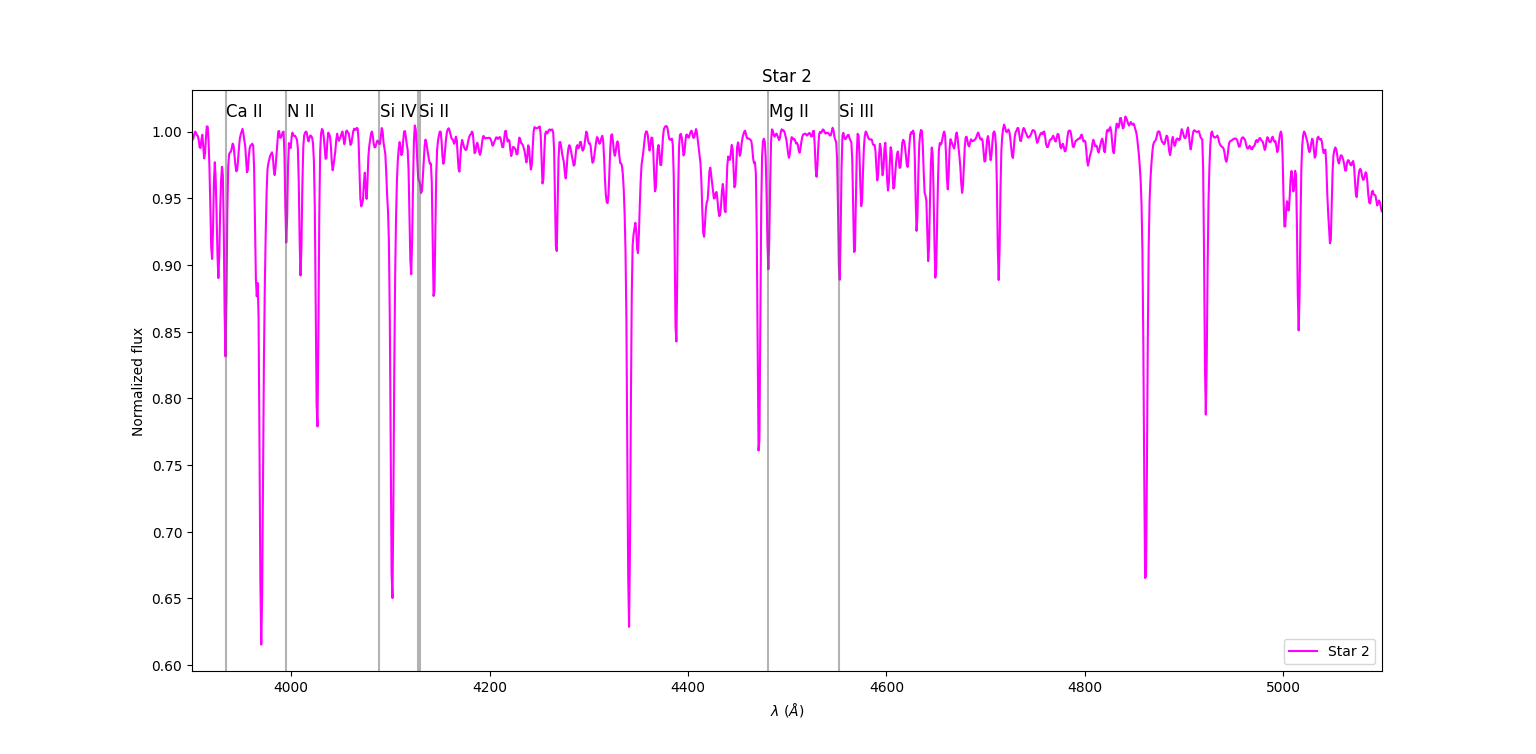 Star 2
Ca II N II Si IV Si II Mg II Si III
1.00
0.95
0.90
0.85
0.80
0.75
0.70
0.65
0.60
Normalized flux
Star 2
4000 4200 4400 4600 4800 5000
λ (Å)